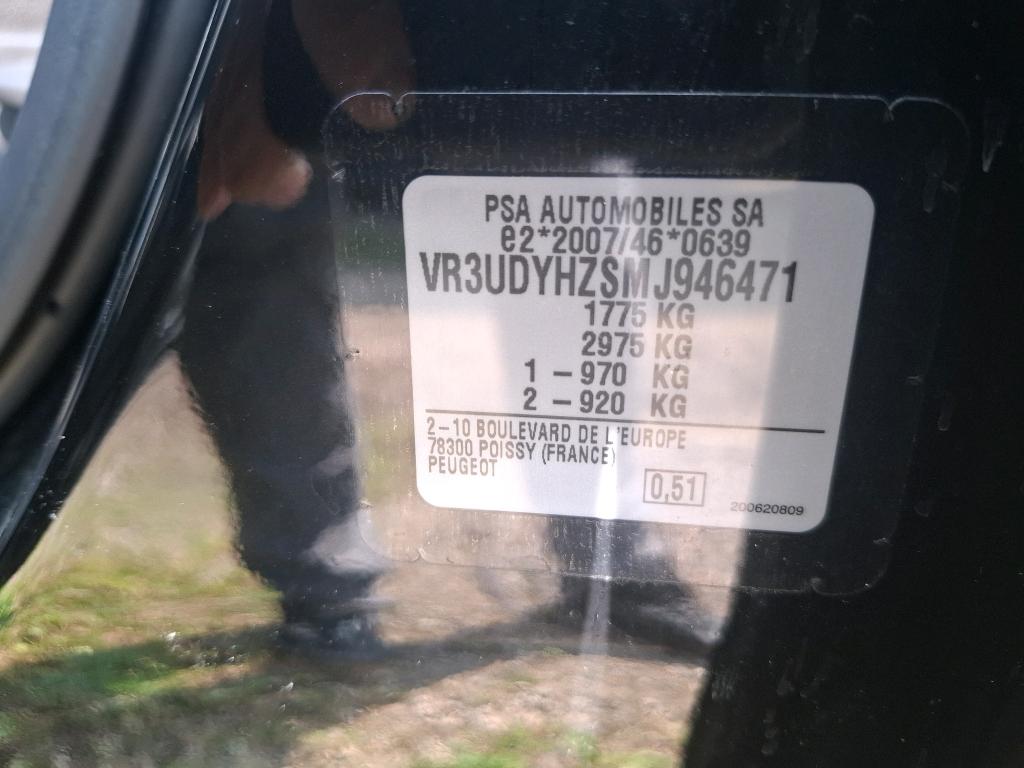 PSA AUTOMOBILES SA
e2*2007/46*0639
VR3UDYHZSMJ946471
1775 KG
2975 KG
1 – 970 KG
2 – 920 KG
2–10 BOULEVARD DE L'EUROPE
78300 POISSY (FRANCE)
PEUGEOT
0,51
200620809